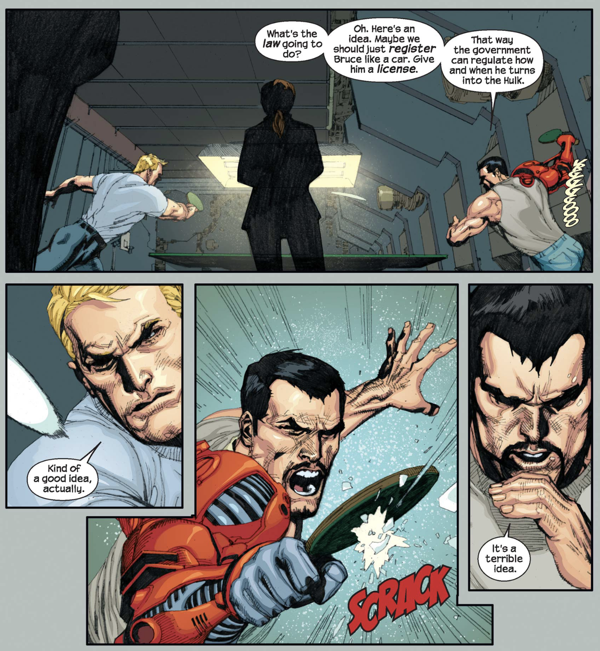 What's the
law going to
do?
Oh. Here's an
idea. Maybe we
should just register
Bruce like a car. Give
him a license.
That way
the government
can regulate how
and when he turns
into the Hulk.
Kind of
a good idea,
actually.
SCRACK
It's a
terrible
idea.